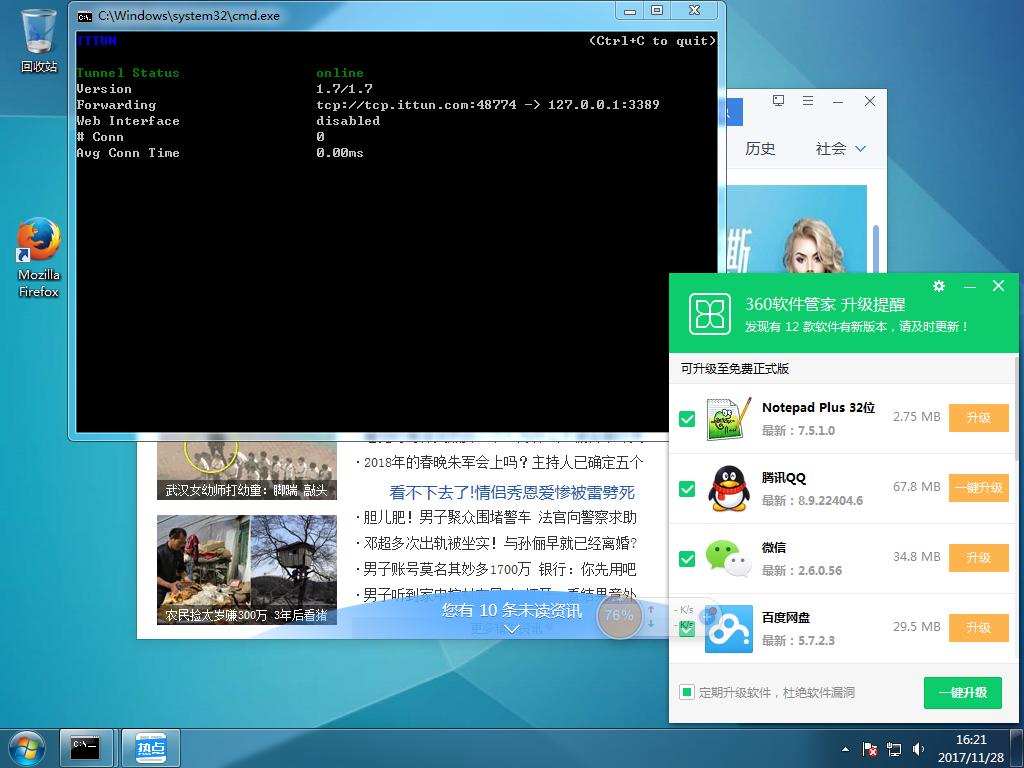 回收站
Mozilla
Firefox
C:\Windows\system32\cmd.exe
ITTUN
(Ctrl+C to quit)
Tunnel Status online
Version 1.7/1.7
Forwarding tcp://tcp.ittun.com:48774 -> 127.0.0.1:3389
Web Interface disabled
# Conn 0
Avg Conn Time 0.00ms
历史
社会
斯
360软件管家 升级提醒
发现有 12 款软件有新版本，请及时更新！
可升级至免费正式版
Notepad Plus 32位
最新：7.5.1.0
2.75 MB
升级
腾讯QQ
最新：8.9.22404.6
67.8 MB
一键升级
微信
最新：2.6.0.56
34.8 MB
升级
百度网盘
最新：5.7.2.3
29.5 MB
升级
定期升级软件，杜绝软件漏洞
一键升级
武汉女幼师打幼童：脚踹 敲头
农民捡太岁赚300万 3年后看猪
· 2018年的春晚朱军会上吗？主持人已确定五个
看不下去了!情侣秀恩爱惨被雷劈死
· 胆儿肥！男子聚众围堵警车 法官向警察求助
· 邓超多次出轨被坐实！与孙俪早就已经离婚?
· 男子账号莫名其妙多1700万 银行：你先用吧
您有 10 条未读资讯
76%
- K/s
- K/s
C:\_
热点
16:21
2017/11/28